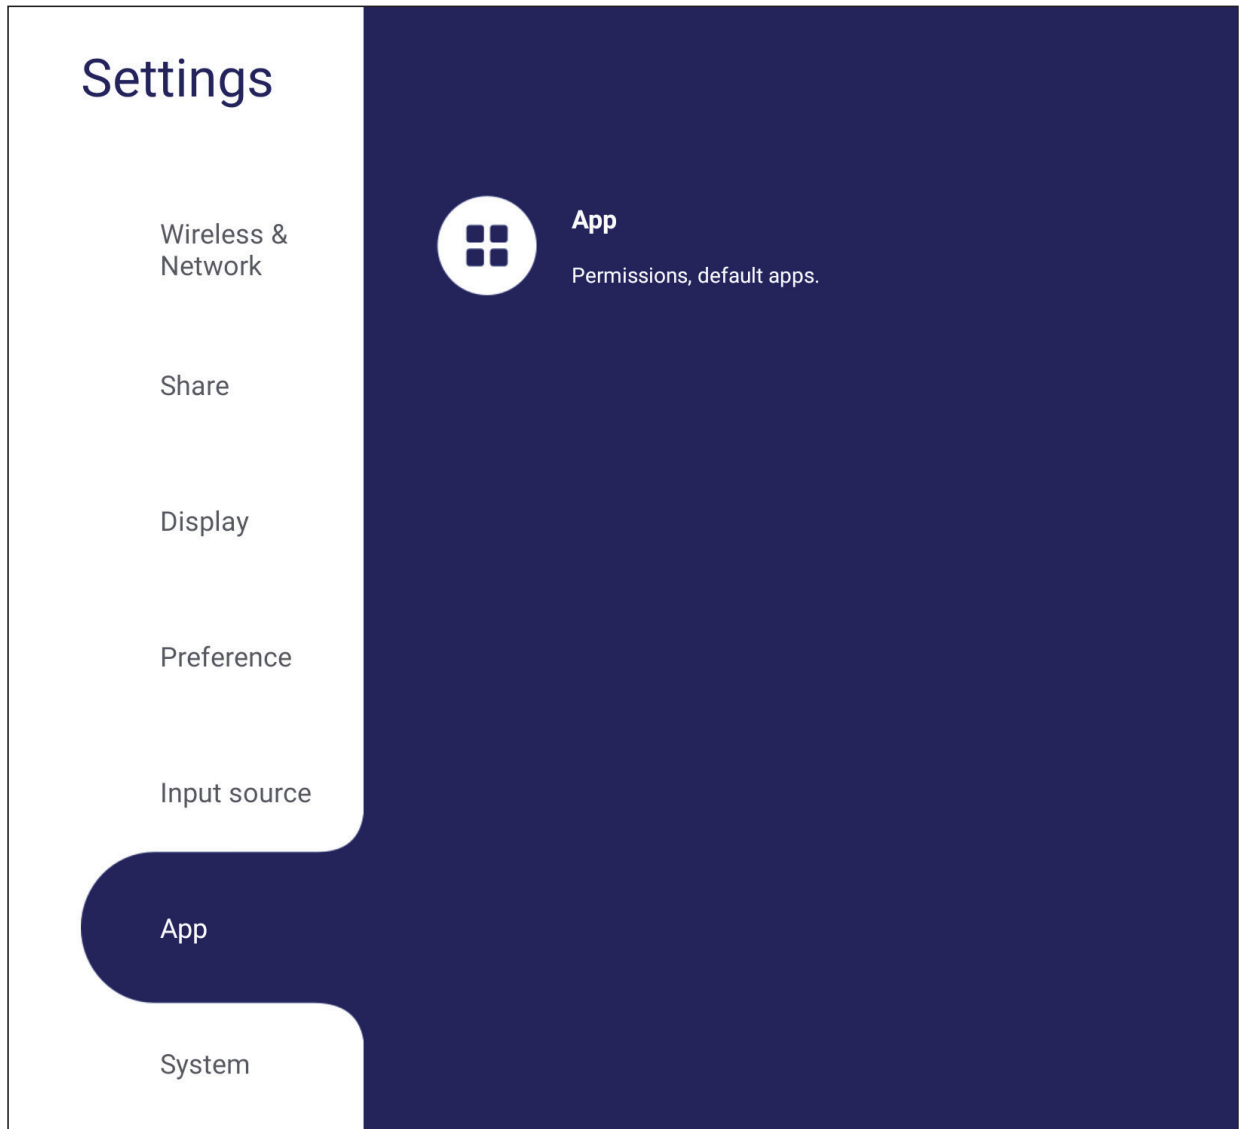 Settings
Wireless &
Network
Share
Display
Preference
Input source
App
System
App
Permissions, default apps.